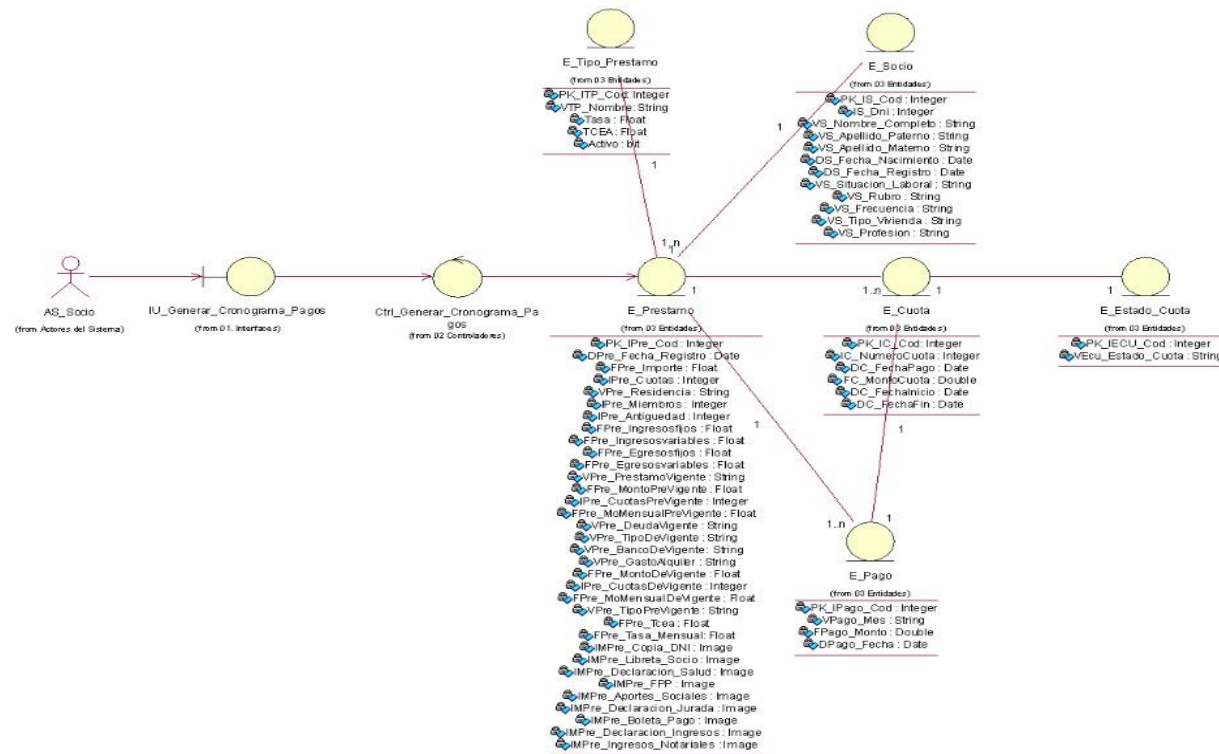 E_Tipo_Prestamo
(from 03 Entidades)
PK_ITP_Cod: Integer
VTP_Nombre: String
Tasa : Float
TCEA : Float
Activo : bit
1
E_Socio
(from 03 Entidades)
PK_IS_Cod : Integer
IS_Dni : Integer
VS_Nombre_Completo : String
VS_Apellido_Paterno : String
VS_Apellido_Materno : String
DS_Fecha_Nacimiento : Date
DS_Fecha_Registro : Date
VS_Situacion_Laboral : String
VS_Rubro : String
VS_Frecuencia : String
VS_Tipo_Vivienda : String
VS_Profesion : String
1
1..n
1
AS_Socio
(from Actores del Sistema)
IU_Generar_Cronograma_Pagos
(from 01. Interfaces)
Ctrl_Generar_Cronograma_Pa
gos
(from 02 Controladores)
E_Prestamo
(from 03 Entidades)
PK_IPre_Cod : Integer
DPre_Fecha_Registro : Date
FPre_Importe : Float
IPre_Cuotas : Integer
VPre_Residencia : String
IPre_Miembros : Integer
IPre_Antiguedad : Integer
FPre_Ingresosfijos : Float
FPre_Ingresosvariables : Float
FPre_Egresosfijos : Float
FPre_Egresosvariables : Float
VPre_PrestamoVigente : String
FPre_MontoPreVigente : Float
IPre_CuotasPreVigente : Integer
FPre_MoMensualPreVigente : Float
VPre_DeudaVigente : String
VPre_TipoDeVigente : String
VPre_BancoDeVigente : String
VPre_GastoAlquiler : String
FPre_MontoDeVigente : Float
IPre_CuotasDeVigente : Integer
FPre_MoMensualDeVigente : Float
VPre_TipoPreVigente : String
FPre_Tcea : Float
FPre_Tasa_Mensual : Float
IMPre_Copia_DNI : Image
IMPre_Libreta_Socio : Image
IMPre_Declaracion_Salud : Image
IMPre_FPP : Image
IMPre_Aportes_Sociales : Image
IMPre_Declaracion_Jurada : Image
IMPre_Boleta_Pago : Image
IMPre_Declaracion_Ingresos : Image
IMPre_Ingresos_Notariales : Image
1
1..n
E_Cuota
(from 03 Entidades)
PK_IC_Cod : Integer
IC_NumeroCuota : Integer
DC_FechaPago : Date
FC_MontoCuota : Double
DC_FechaInicio : Date
DC_FechaFin : Date
1
1
E_Estado_Cuota
(from 03 Entidades)
PK_IECU_Cod : Integer
VEcu_Estado_Cuota : String
1
1
1..n
1
E_Pago
(from 03 Entidades)
PK_IPago_Cod : Integer
VPago_Mes : String
FPago_Monto : Double
DPago_Fecha : Date